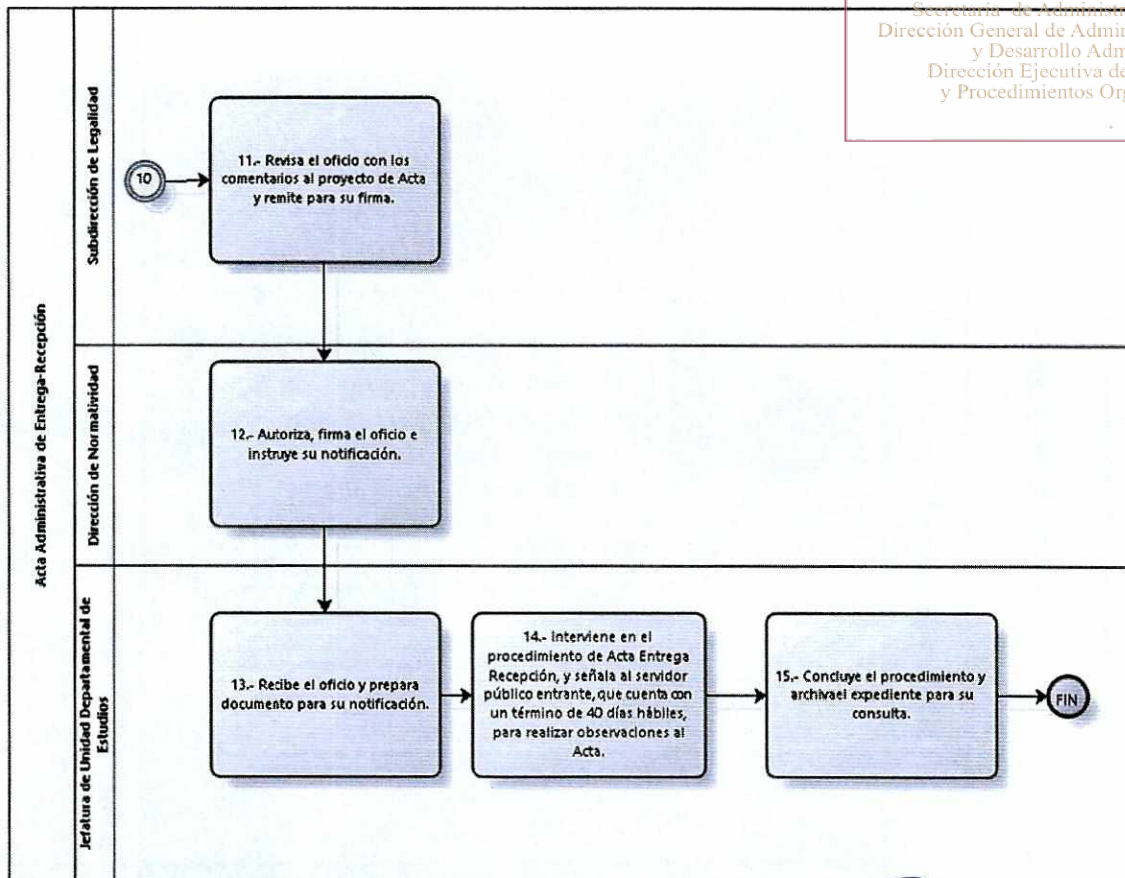 Secretaría de Administra
Dirección General de Admin
y Desarrollo Adm
Dirección Ejecutiva de
y Procedimientos Org
Acta Administrativa de Entrega-Recepción
Subdirección de Legalidad
10
11.- Revisa el oficio con los
comentarios al proyecto de Acta
y remite para su firma.
Dirección de Normatividad
12.- Autoriza, firma el oficio e
instruye su notificación.
Jefatura de Unidad Departamental de
Estudios
13.- Recibe el oficio y prepara
documento para su notificación.
14.- Interviene en el
procedimiento de Acta Entrega
Recepción, y señala al servidor
público entrante, que cuenta con
un término de 40 días hábiles,
para realizar observaciones al
Acta.
15.- Concluye el procedimiento y
archivael expediente para su
consulta.
FIN